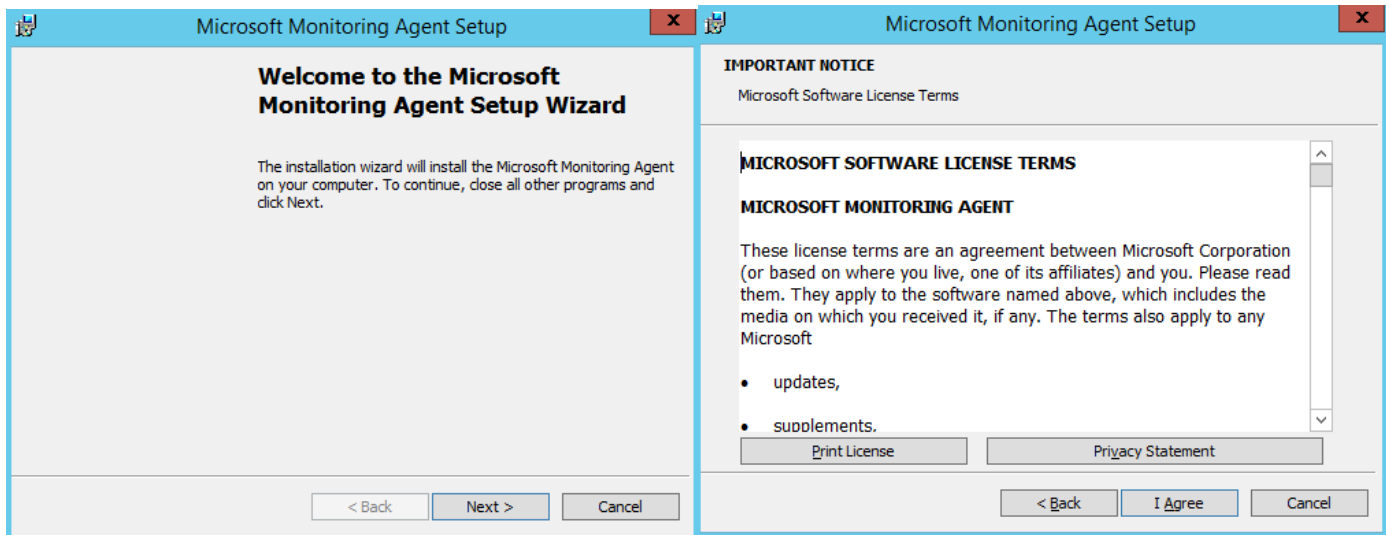 Microsoft Monitoring Agent Setup
X
Welcome to the Microsoft
Monitoring Agent Setup Wizard
The installation wizard will install the Microsoft Monitoring Agent
on your computer. To continue, close all other programs and
click Next.
< Back
Next >
Cancel
Microsoft Monitoring Agent Setup
X
IMPORTANT NOTICE
Microsoft Software License Terms
MICROSOFT SOFTWARE LICENSE TERMS
MICROSOFT MONITORING AGENT
These license terms are an agreement between Microsoft Corporation
(or based on where you live, one of its affiliates) and you. Please read
them. They apply to the software named above, which includes the
media on which you received it, if any. The terms also apply to any
Microsoft
• updates,
• supplements,
Print License
Privacy Statement
< Back
I Agree
Cancel